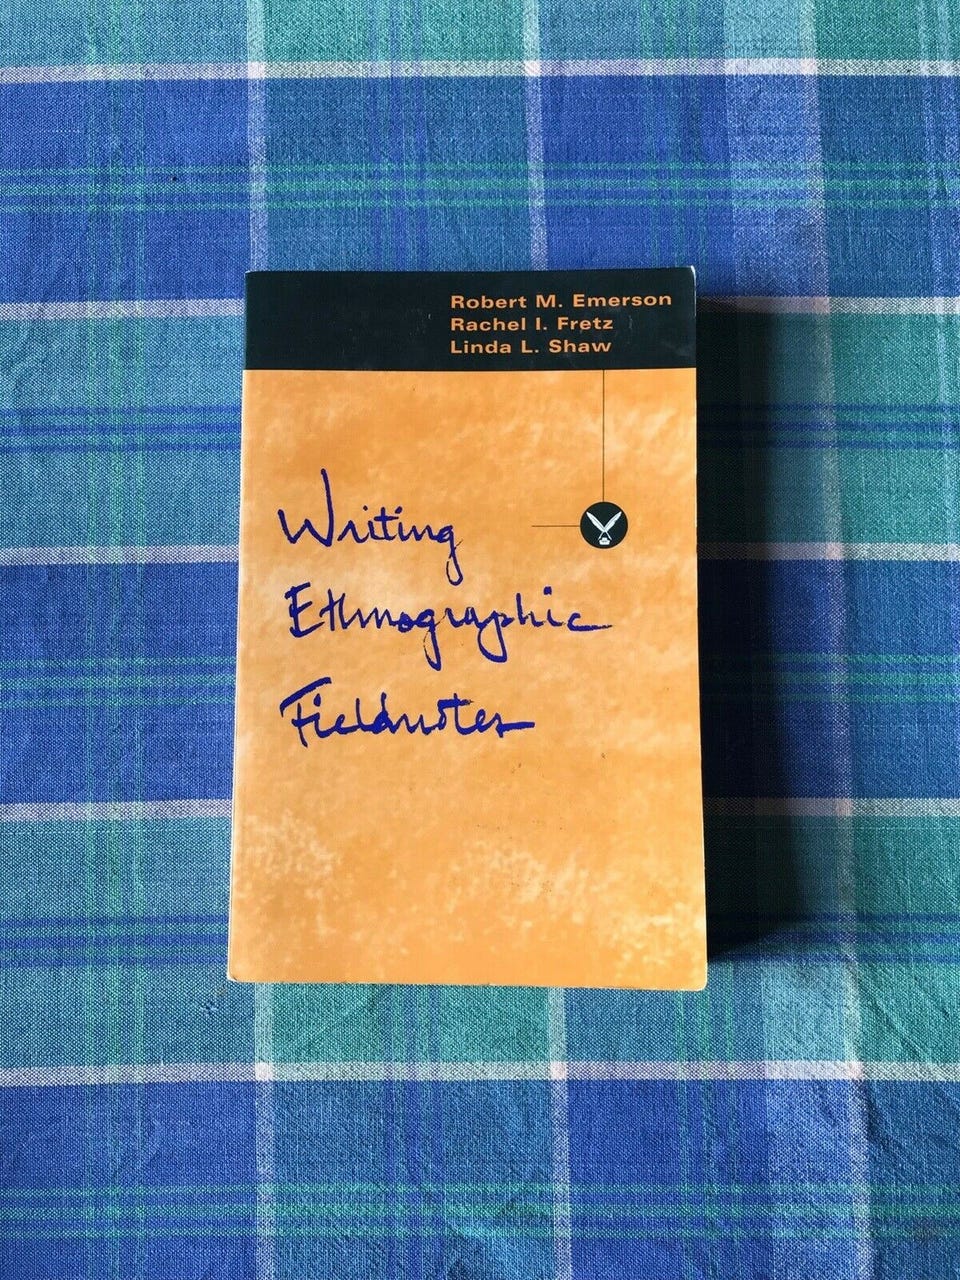 Robert M. Emerson
Rachel I. Fretz
Linda L. Shaw
Writing
Ethnographic
Fieldnotes